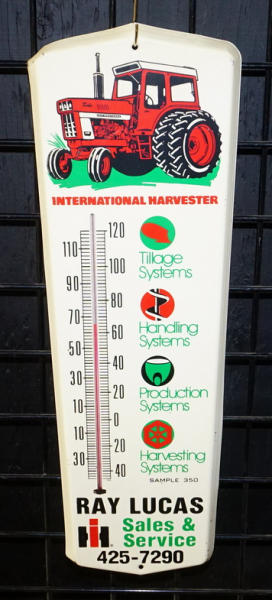 INTERNATIONAL HARVESTER
120
110
100
90
80
70
60
50
40
30
20
10
0
10
20
30
40
Tillage
Systems
Handling
Systems
Production
Systems
Harvesting
Systems
SAMPLE 350
RAY LUCAS
IH Sales &
Service
425-7290